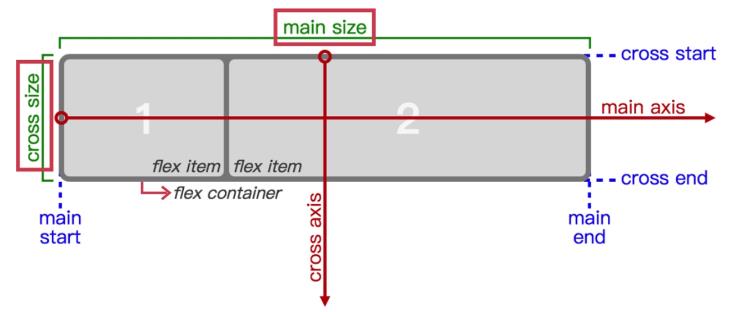 main size
cross start
cross size
1
2
main axis
flex item
flex item
cross end
flex container
main
start
cross axis
main
end